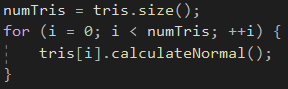 numTris = tris.size();
for (i = 0; i < numTris; ++i) {
    tris[i].calculateNormal();
}